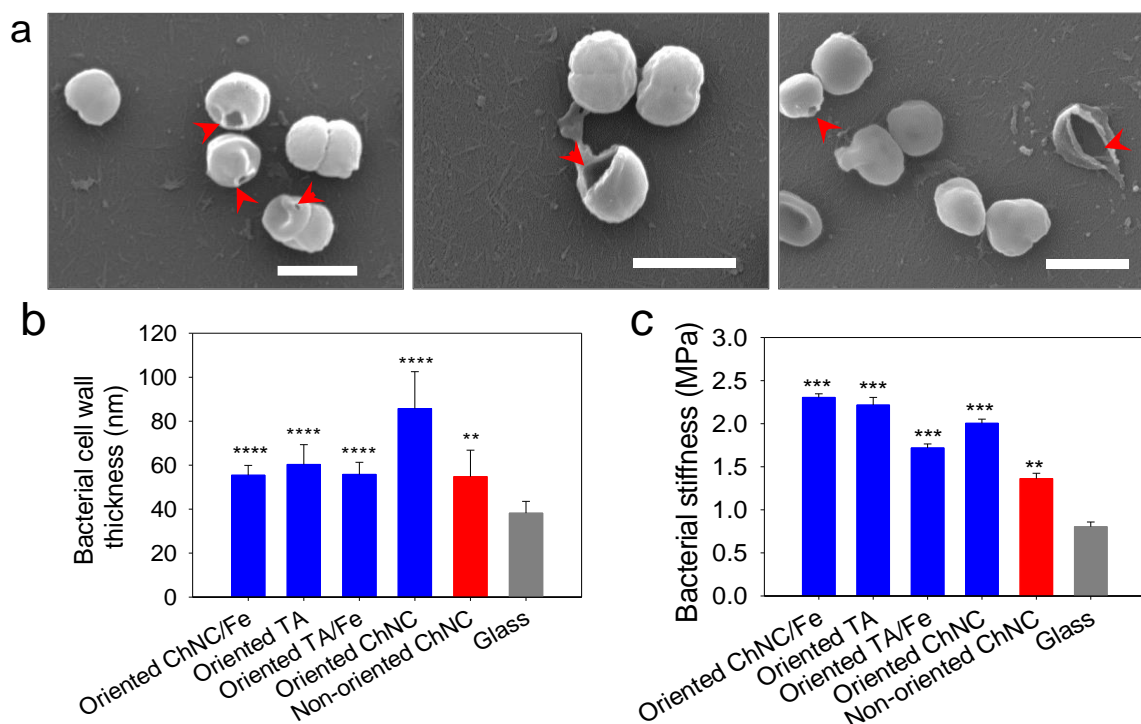 a
b
120
100
80
60
40
20
0
Bacterial cell wall
thickness (nm)
****
****
****
****
**
Oriented ChNC/Fe
Oriented TA
Oriented TA/Fe
Oriented ChNC
Non-oriented ChNC
Glass
c
3.0
2.5
2.0
1.5
1.0
0.5
0.0
Bacterial stiffness (MPa)
***
***
***
***
**
Oriented ChNC/Fe
Oriented TA
Oriented TA/Fe
Oriented ChNC
Non-oriented ChNC
Glass